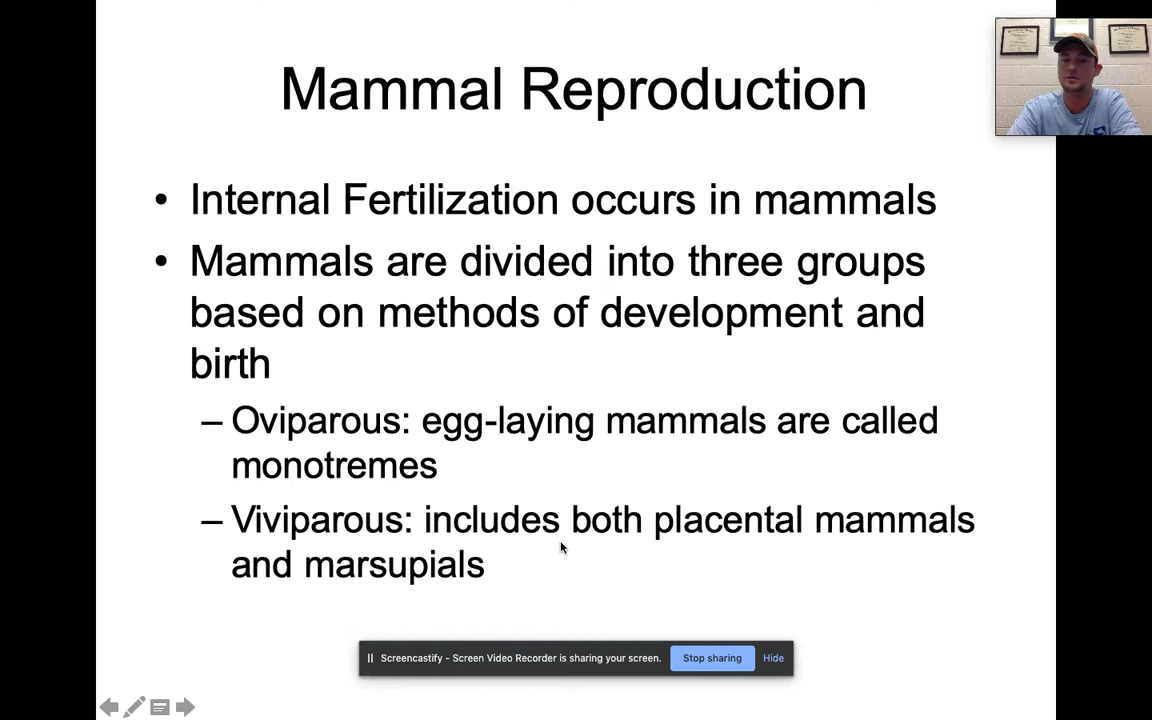 Mammal Reproduction
• Internal Fertilization occurs in mammals
• Mammals are divided into three groups
based on methods of development and
birth
– Oviparous: egg-laying mammals are called
monotremes
– Viviparous: includes both placental mammals
and marsupials
Screencastify - Screen Video Recorder is sharing your screen. Stop sharing Hide